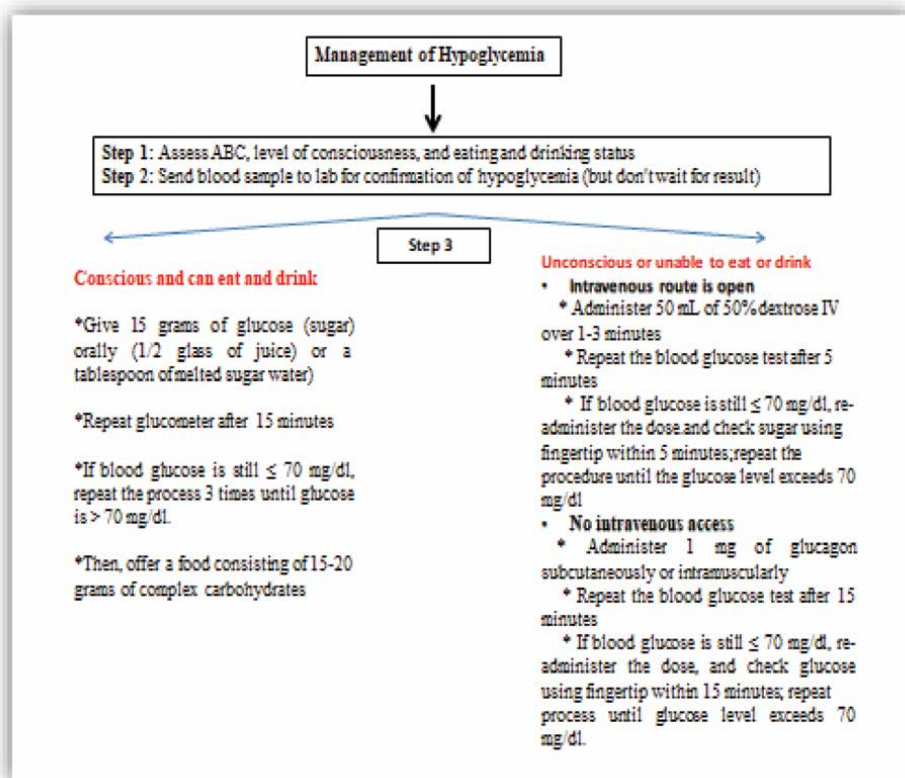 Management of Hypoglycemia
Step 1: Assess ABC, level of consciousness, and eating and drinking status
Step 2: Send blood sample to lab for confirmation of hypoglycemia (but don't wait for result)
Step 3
Conscious and can eat and drink
*Give 15 grams of glucose (sugar)
orally (1/2 glass of juice) or a
tablespoon of melted sugar water)
*Repeat glucometer after 15 minutes
*If blood glucose is still ≤ 70 mg/dl,
repeat the process 3 times until glucose
is > 70 mg/dl.
*Then, offer a food consisting of 15-20
grams of complex carbohydrates
Unconscious or unable to eat or drink
• Intravenous route is open
* Administer 50 mL of 50% dextrose IV
over 1-3 minutes
* Repeat the blood glucose test after 5
minutes
* If blood glucose is still ≤ 70 mg/dl, re-
administer the dose.and check sugar using
fingertip within 5 minutes;repeat the
procedure until the glucose level exceeds 70
mg/dl
• No intravenous access
* Administer 1 mg of glucagon
subcutaneously or intramuscularly
* Repeat the blood glucose test after 15
minutes
* If blood glucose is still ≤ 70 mg/dl, re-
administer the dose, and check glucose
using fingertip within 15 minutes; repeat
process until glucose level exceeds 70
mg/dl.